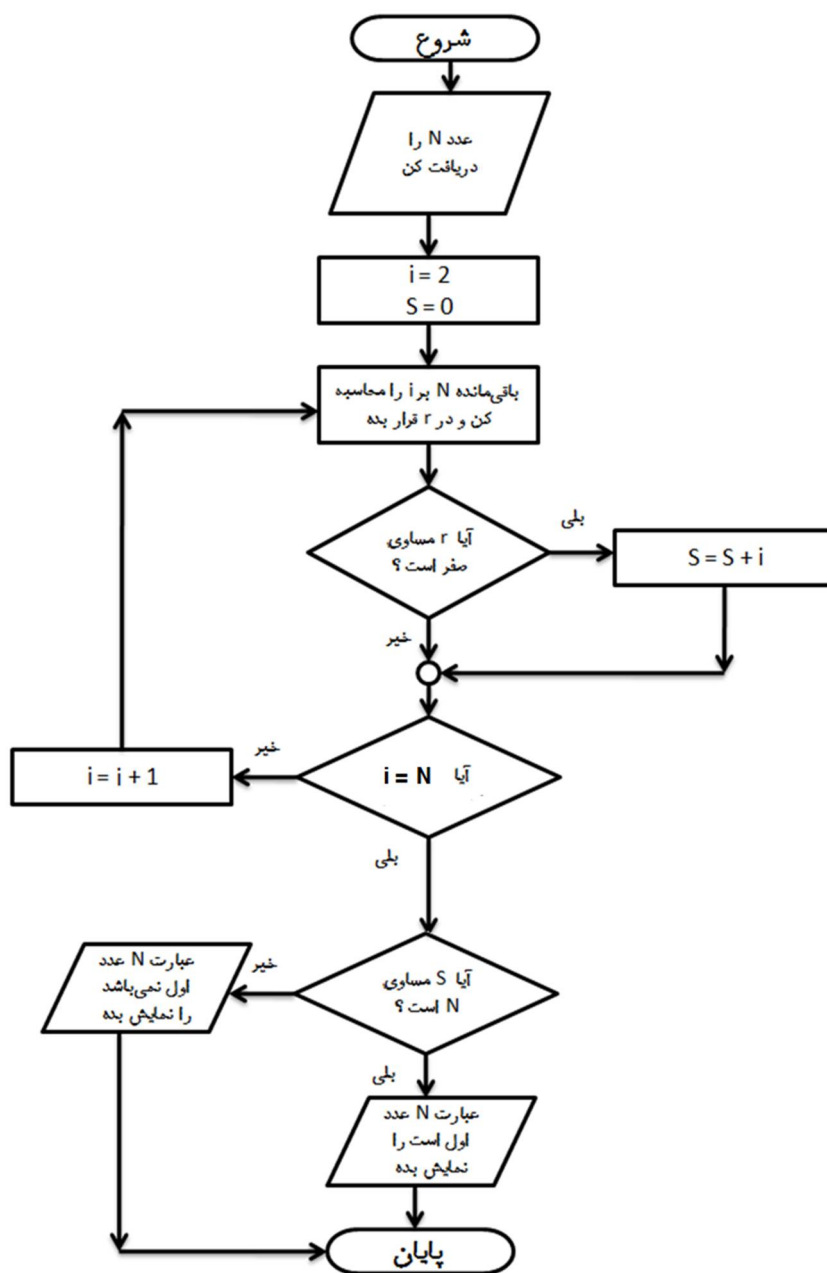 شروع
عدد N را
دریافت کن
i = 2
S = 0
باقی‌مانده N بر i را محاسبه
کن و در r قرار بده
آیا r مساوی
صفر است ؟
بلی
S = S + i
خیر
آیا i = N
خیر
i = i + 1
بلی
آیا S مساوی
N است ؟
خیر
عبارت N عدد
اول نمی‌باشد
را نمایش بده
بلی
عبارت N عدد
اول است را
نمایش بده
پایان